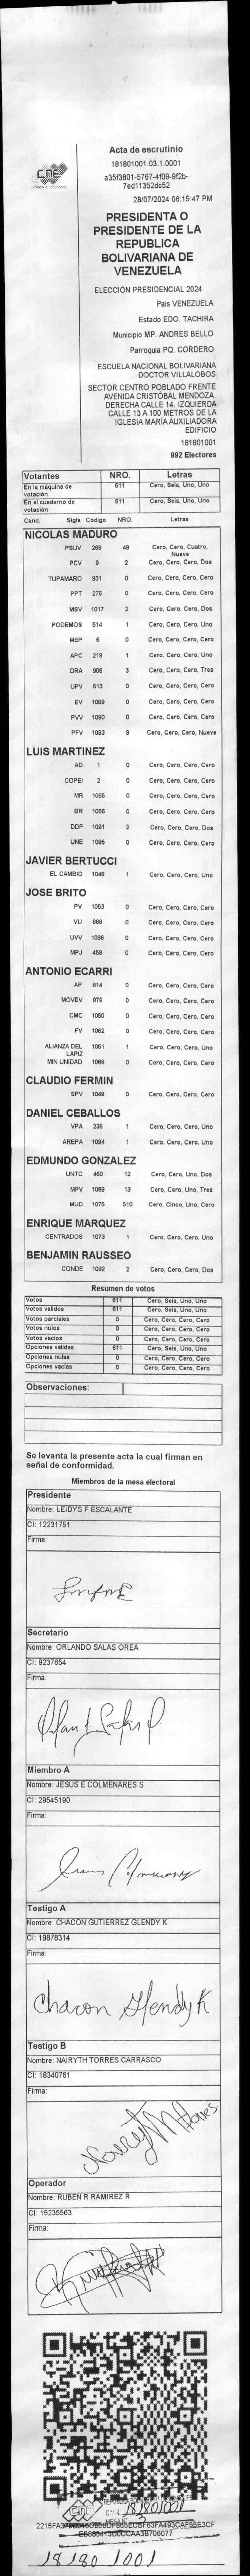 Acta de escrutinio
181801001.03.1.0001
a35f3801-5767-4f09-9f2b-
7ed11352dc52
28/07/2024 06:15:47 PM
CNE
PRESIDENTA O
PRESIDENTE DE LA
REPUBLICA
BOLIVARIANA DE
VENEZUELA
ELECCIÓN PRESIDENCIAL 2024
Pais VENEZUELA
Estado EDO. TACHIRA
Municipio MP. ANDRES BELLO
Parroquia PQ. CORDERO
ESCUELA NACIONAL BOLIVARIANA
DOCTOR VILLALOBOS
SECTOR CENTRO POBLADO FRENTE
AVENIDA CRISTÓBAL MENDOZA.
DERECHA CALLE 14. IZQUIERDA
CALLE 13 A 100 METROS DE LA
IGLESIA MARÍA AUXILIADORA
EDIFICIO
181801001
992 Electores
Votantes NRO. Letras
En la máquina de votación 611 Cero, Seis, Uno, Uno
En el cuaderno de votación 611 Cero, Seis, Uno, Uno
Cand. Sigla Código NRO. Letras
NICOLAS MADURO
PSUV 269 49 Cero, Cero, Cuatro, Nueve
PCV 9 2 Cero, Cero, Cero, Dos
TUPAMARO 931 0 Cero, Cero, Cero, Cero
PPT 276 0 Cero, Cero, Cero, Cero
MSV 1017 2 Cero, Cero, Cero, Dos
PODEMOS 514 1 Cero, Cero, Cero, Uno
MEP 6 0 Cero, Cero, Cero, Cero
APC 219 1 Cero, Cero, Cero, Uno
ORA 906 3 Cero, Cero, Cero, Tres
UPV 613 0 Cero, Cero, Cero, Cero
EV 1089 0 Cero, Cero, Cero, Cero
PVV 1090 0 Cero, Cero, Cero, Cero
PFV 1093 9 Cero, Cero, Cero, Nueve
LUIS MARTINEZ
AD 1 0 Cero, Cero, Cero, Cero
COPEI 2 0 Cero, Cero, Cero, Cero
MR 1065 0 Cero, Cero, Cero, Cero
BR 1066 0 Cero, Cero, Cero, Cero
DDP 1091 2 Cero, Cero, Cero, Dos
UNE 1095 0 Cero, Cero, Cero, Cero
JAVIER BERTUCCI
EL CAMBIO 1048 1 Cero, Cero, Cero, Uno
JOSE BRITO
PV 1053 0 Cero, Cero, Cero, Cero
VU 868 0 Cero, Cero, Cero, Cero
UVV 1096 0 Cero, Cero, Cero, Cero
MPJ 458 0 Cero, Cero, Cero, Cero
ANTONIO ECARRI
AP 814 0 Cero, Cero, Cero, Cero
MOVEV 879 0 Cero, Cero, Cero, Cero
CMC 1050 0 Cero, Cero, Cero, Cero
FV 1062 0 Cero, Cero, Cero, Cero
ALIANZA DEL LAPIZ 1051 1 Cero, Cero, Cero, Uno
MIN UNIDAD 1068 0 Cero, Cero, Cero, Cero
CLAUDIO FERMIN
SPV 1049 0 Cero, Cero, Cero, Cero
DANIEL CEBALLOS
VPA 236 1 Cero, Cero, Cero, Uno
AREPA 1094 1 Cero, Cero, Cero, Uno
EDMUNDO GONZALEZ
UNTC 460 12 Cero, Cero, Uno, Dos
MPV 1069 13 Cero, Cero, Uno, Tres
MUD 1075 510 Cero, Cinco, Uno, Cero
ENRIQUE MARQUEZ
CENTRADOS 1073 1 Cero, Cero, Cero, Uno
BENJAMIN RAUSSEO
CONDE 1092 2 Cero, Cero, Cero, Dos
Resumen de votos
Votos 611 Cero, Seis, Uno, Uno
Votos validos 611 Cero, Seis, Uno, Uno
Votos parciales 0 Cero, Cero, Cero, Cero
Votos nulos 0 Cero, Cero, Cero, Cero
Votos vacios 0 Cero, Cero, Cero, Cero
Opciones validas 611 Cero, Seis, Uno, Uno
Opciones nulas 0 Cero, Cero, Cero, Cero
Opciones vacias 0 Cero, Cero, Cero, Cero
Observaciones:
Se levanta la presente acta la cual firman en
señal de conformidad.
Miembros de la mesa electoral
Presidente
Nombre: LEIDYS F ESCALANTE
CI: 12231751
Firma:
Secretario
Nombre: ORLANDO SALAS OREA
CI: 9237654
Firma:
Miembro A
Nombre: JESUS E COLMENARES S
CI: 29545190
Firma:
Testigo A
Nombre: CHACON GUTIERREZ GLENDY K
CI: 19878314
Firma:
Chacon Glendy K
Testigo B
Nombre: NAIRYTH TORRES CARRASCO
CI: 18340761
Firma:
Operador
Nombre: RUBEN R RAMIREZ R
CI: 15235563
Firma:
CNE
181801001
18180 1001